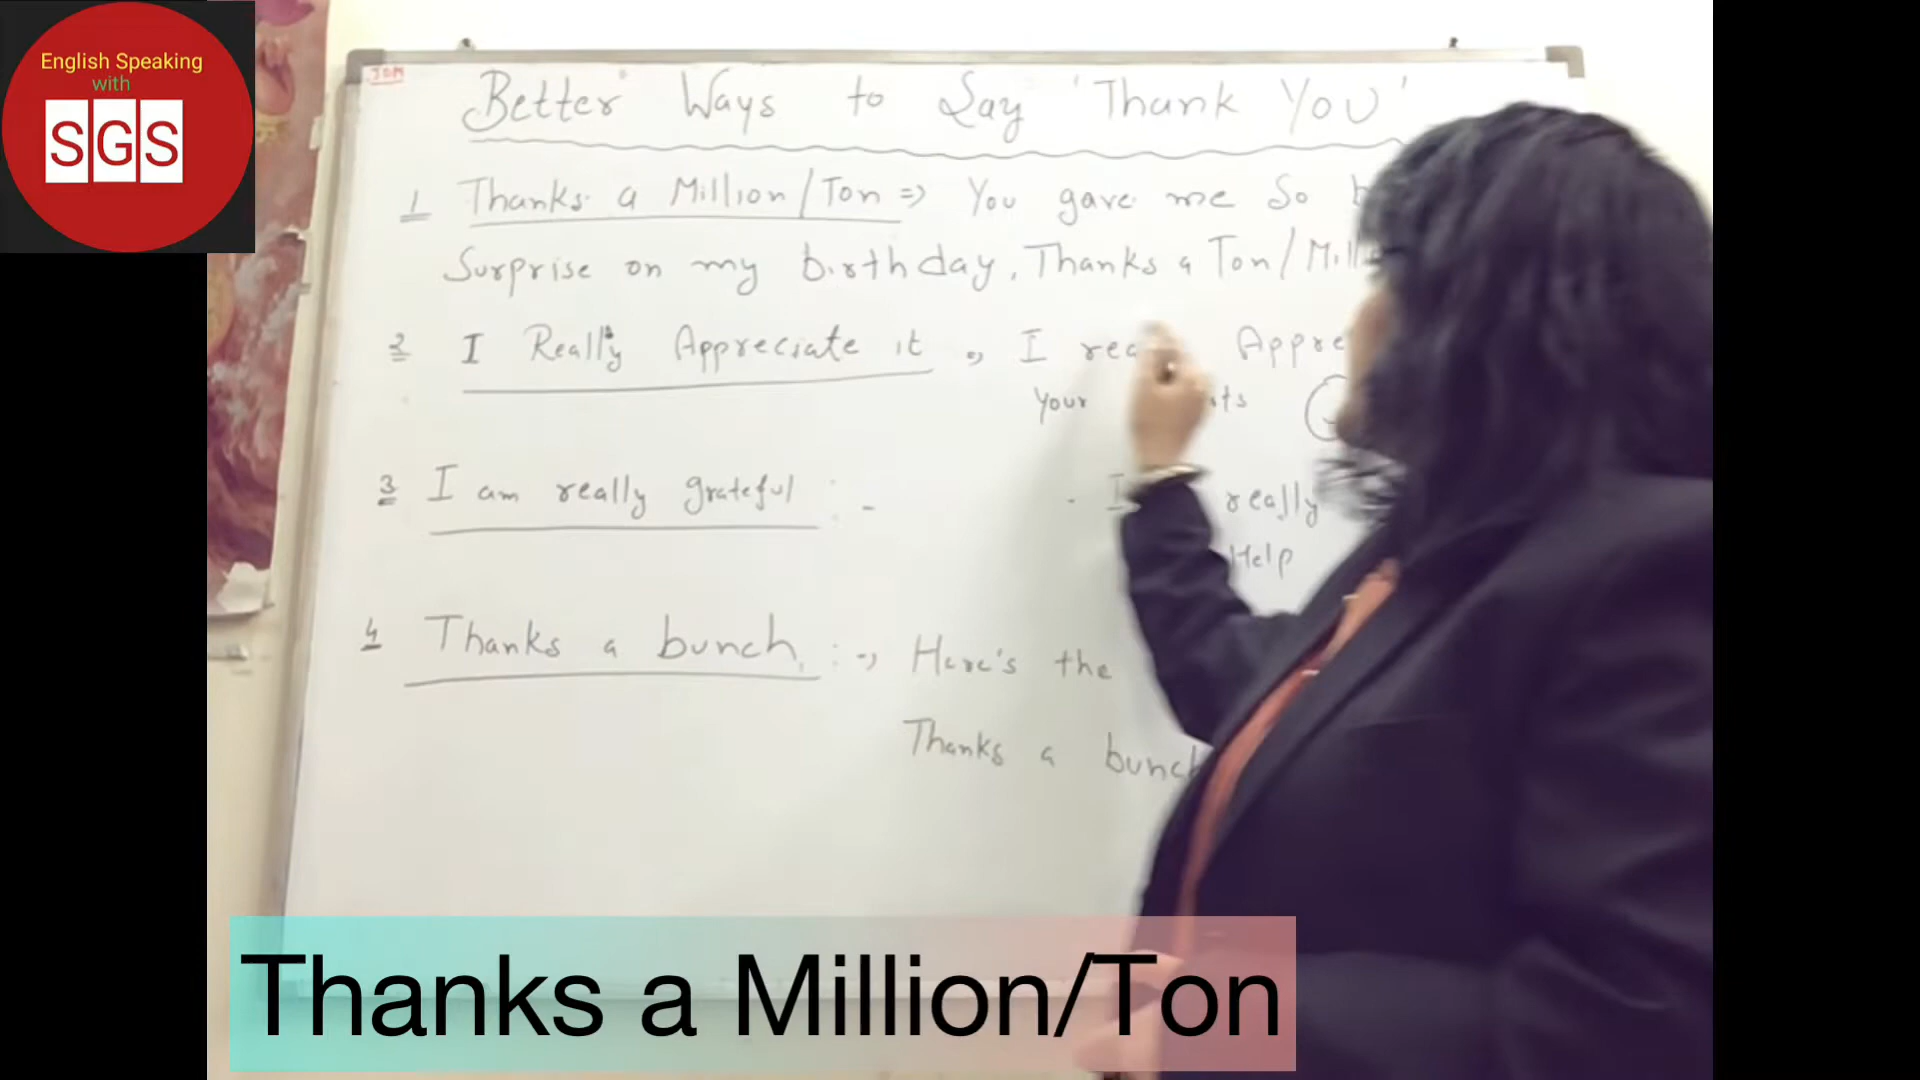 English Speaking
with
SGS
JOM
Better Ways to Say 'Thank You'
1 Thanks a Million/Ton => You gave me So
Surprise on my birthday. Thanks a Ton/Mill
2 I Really Appreciate it I Appre
Your
3 I am really grateful :- I really
Help
4 Thanks a bunch :- Here's the
Thanks a bunch
Thanks a Million/Ton